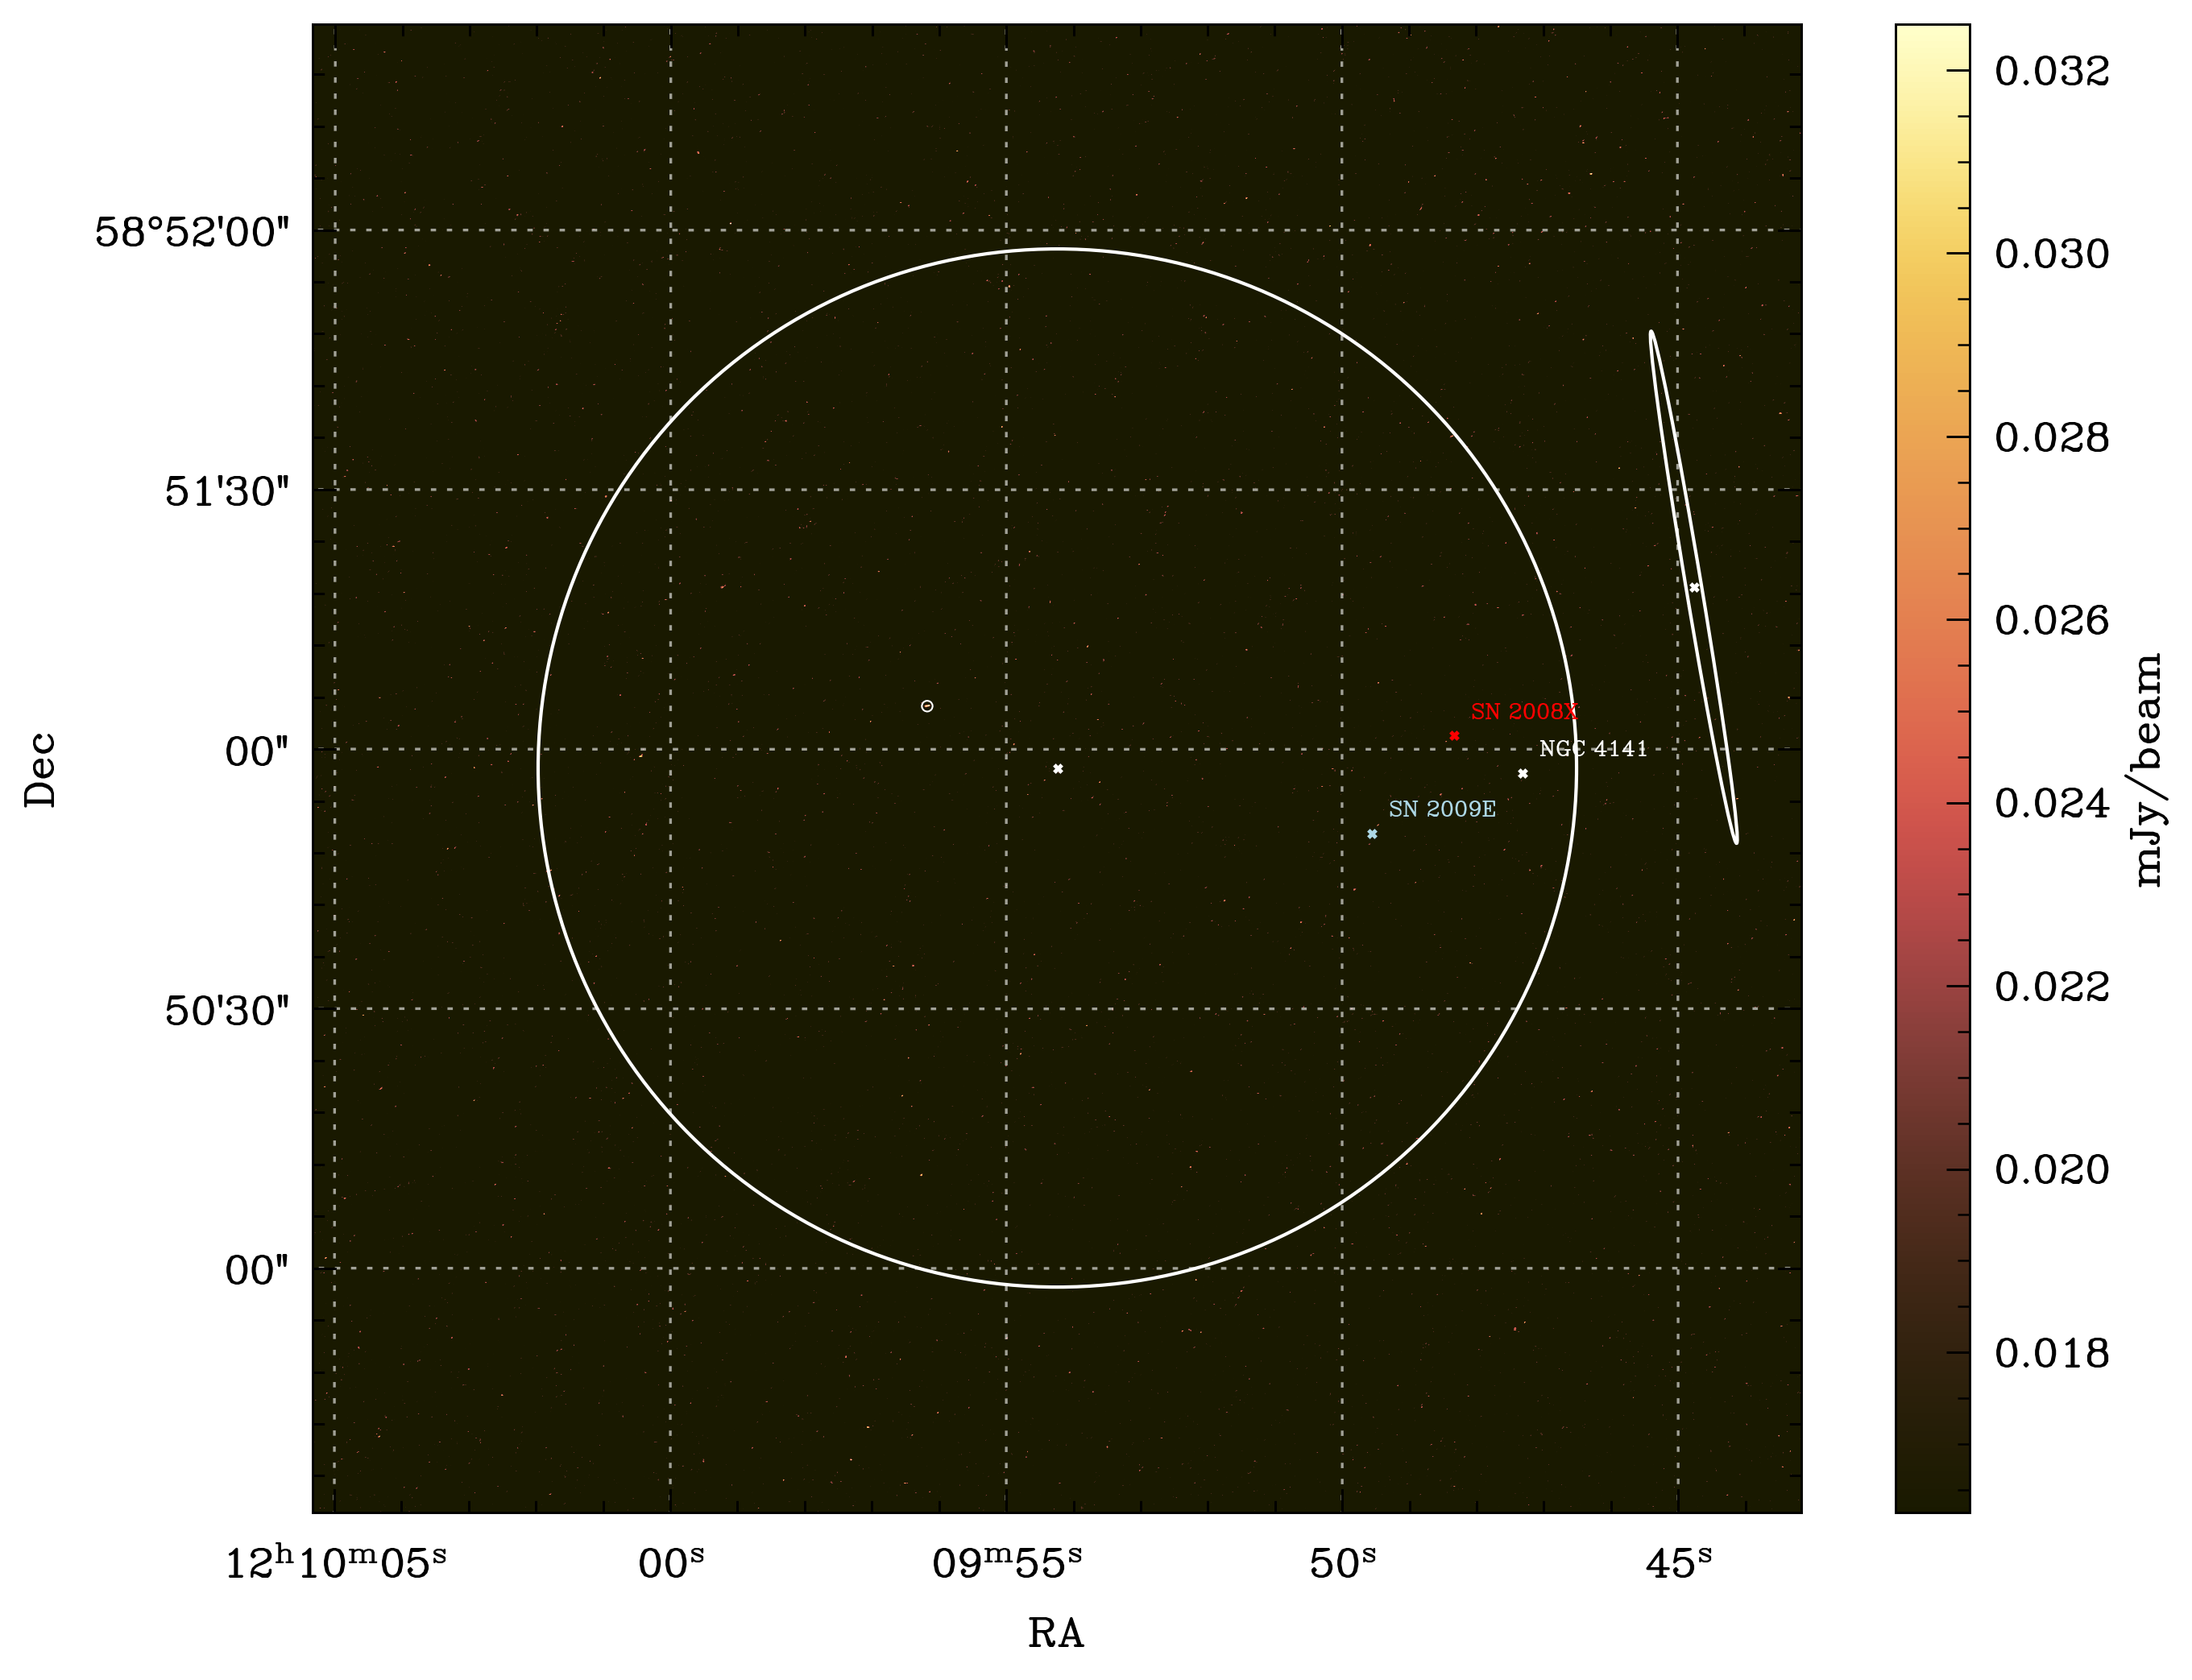 58°52'00"
51'30"
00"
50'30"
00"
Dec
SN 2008X
NGC 4141
SN 2009E
12ʰ10ᵐ05ˢ
00ˢ
09ᵐ55ˢ
50ˢ
45ˢ
RA
0.032
0.030
0.028
0.026
0.024
0.022
0.020
0.018
mJy/beam